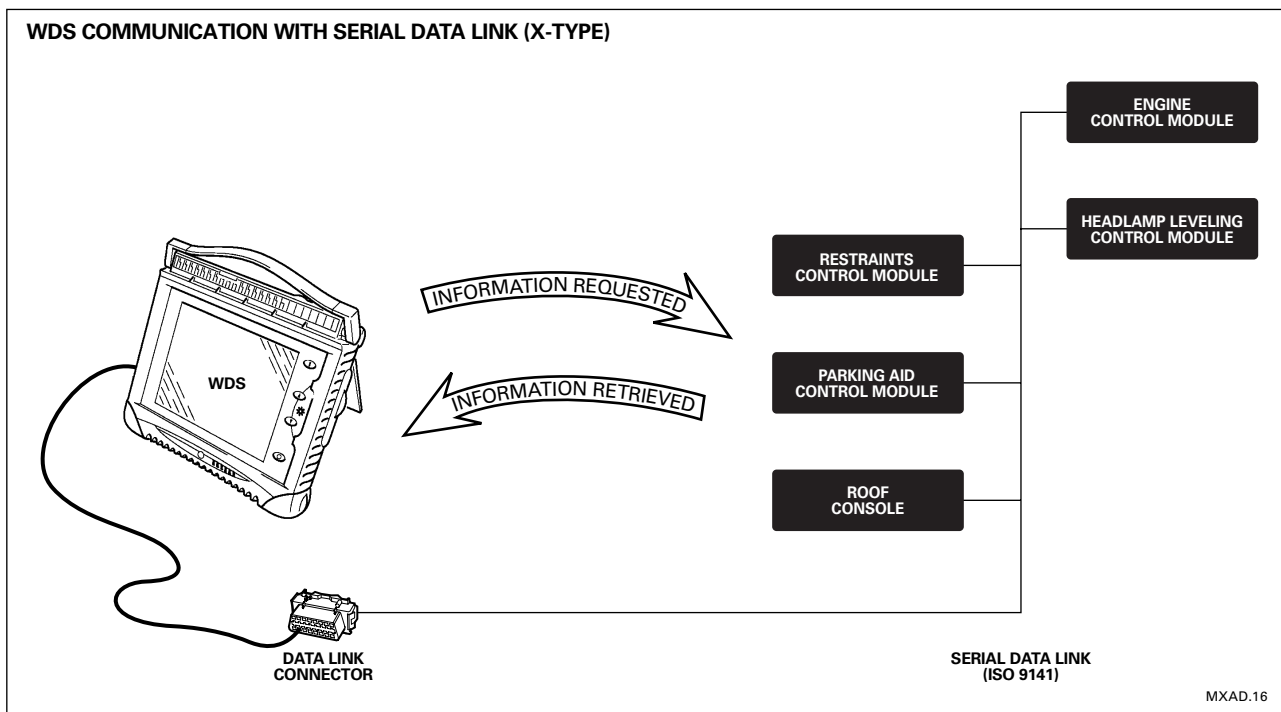 WDS COMMUNICATION WITH SERIAL DATA LINK (X-TYPE)
ENGINE
CONTROL MODULE
HEADLAMP LEVELING
CONTROL MODULE
RESTRAINTS
CONTROL MODULE
INFORMATION REQUESTED
WDS
PARKING AID
CONTROL MODULE
INFORMATION RETRIEVED
ROOF
CONSOLE
DATA LINK
CONNECTOR
SERIAL DATA LINK
(ISO 9141)
MXAD.16